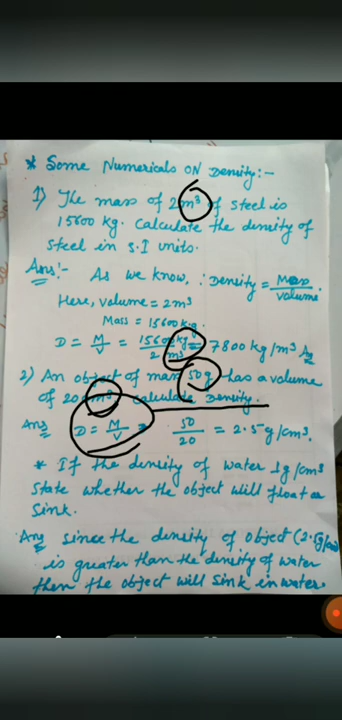 * Some Numericals ON Density:-
1) The mass of 2m³ of steel is
15600 kg. Calculate the density of
steel in S.I units.
Ans:- As we know, ∴ Density = Mass / Volume
Here, volume = 2m³
Mass = 15600 kg.
D = M/V = 15600 kg / 2 m³ = 7800 kg/m³ Ans
2) An object of mass 50g has a volume
of 20 cm³ calculate Density.
Ans D = M/V = 50/20 = 2.5 g/cm³.
* If the density of water 1g/cm³
State whether the object will float or
Sink.
Ans since the density of object (2.5g/cm³)
is greater than the density of water
then the object will sink in water.